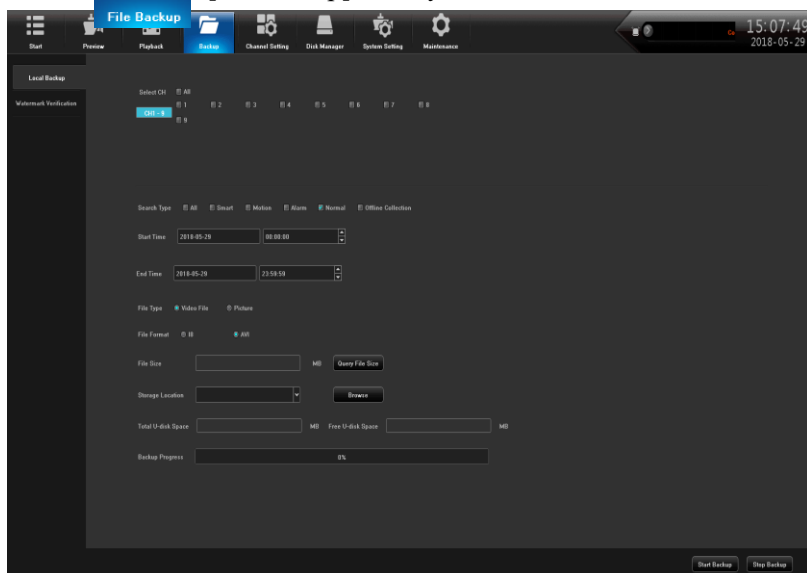 File Backup
Start Preview Playback Backup Channel Setting Disk Manager System Setting Maintenance
15:07:49
2018-05-29
Local Backup
Watermark Verification
Select CH All
CH1 - 9 1 2 3 4 5 6 7 8
9
Search Type All Smart Motion Alarm Normal Offline Collection
Start Time 2018-05-29 00:00:00
End Time 2018-05-29 23:59:59
File Type Video File Picture
File Format AVI
File Size MB Query File Size
Storage Location Browse
Total U-disk Space MB Free U-disk Space MB
Backup Progress 0%
Start Backup Stop Backup